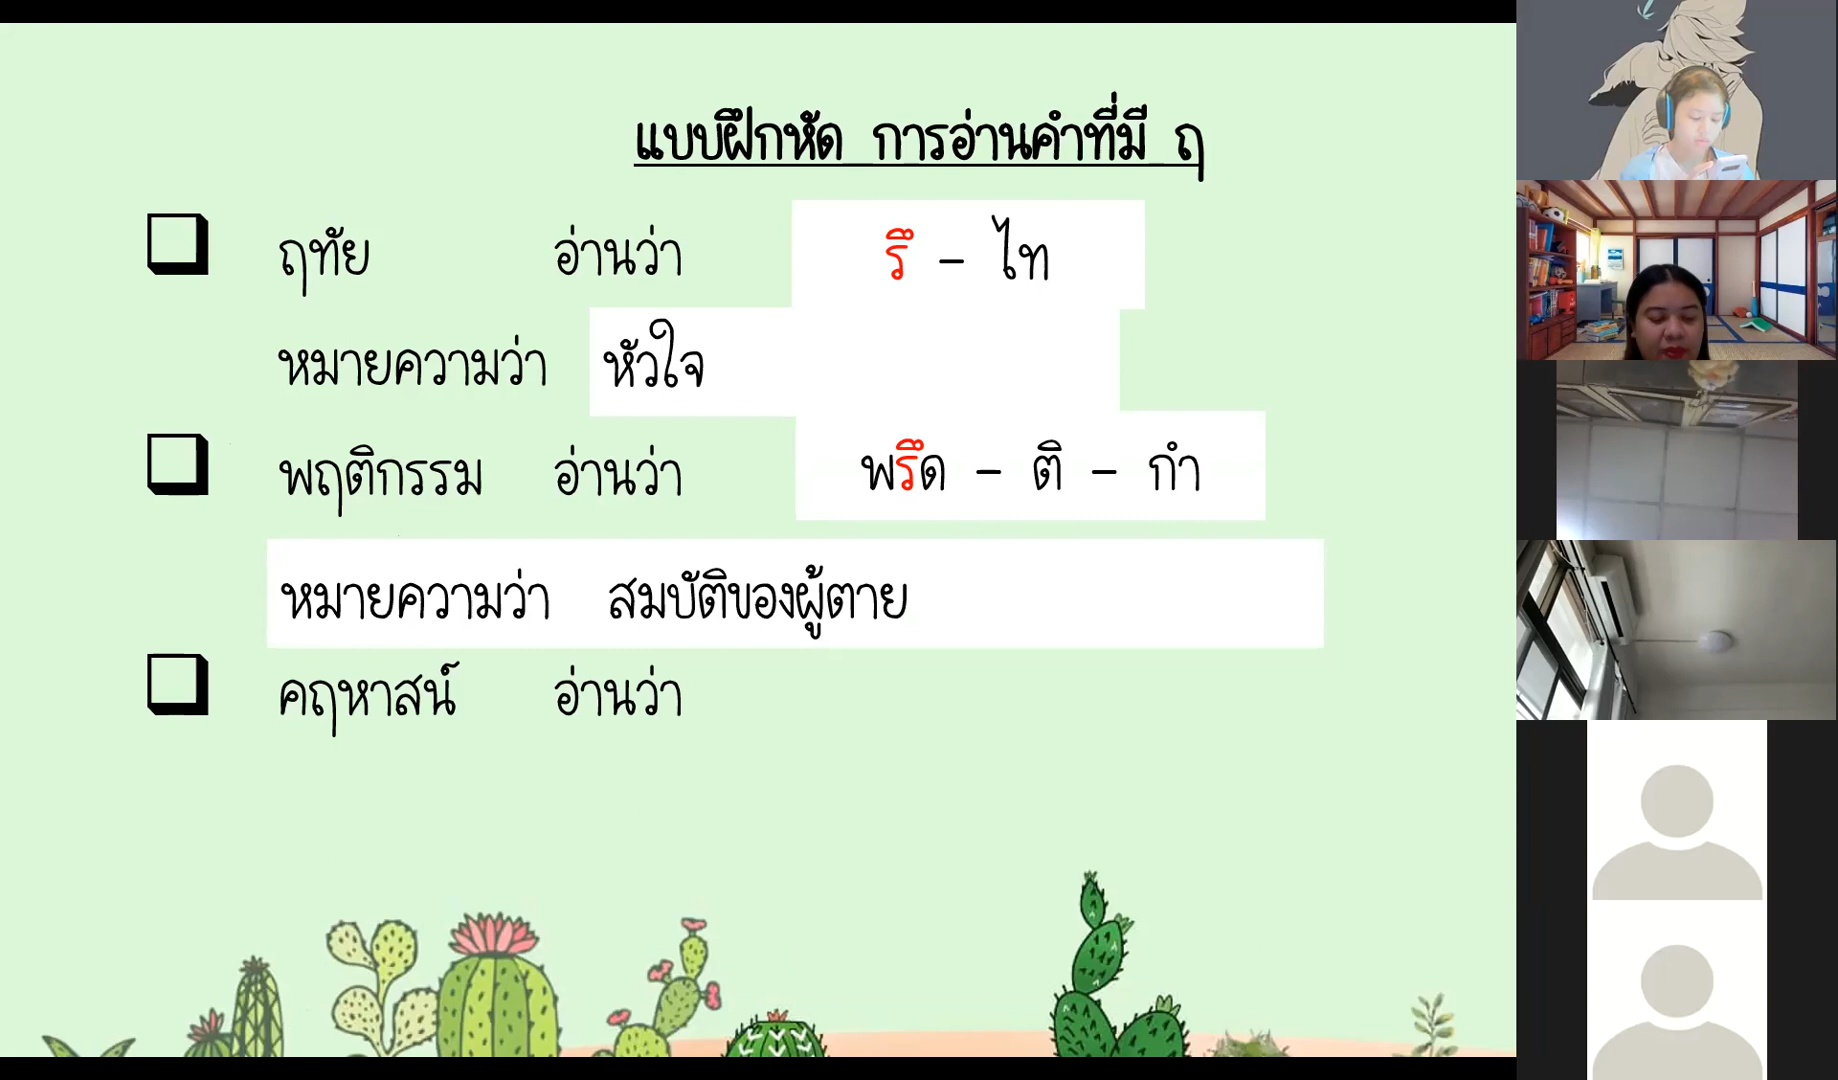 แบบฝึกหัด การอ่านคำที่มี ฤ
ฤทัย อ่านว่า รึ - ไท
หมายความว่า หัวใจ
พฤติกรรม อ่านว่า พรึด - ติ - กำ
หมายความว่า สมบัติของผู้ตาย
คฤหาสน์ อ่านว่า